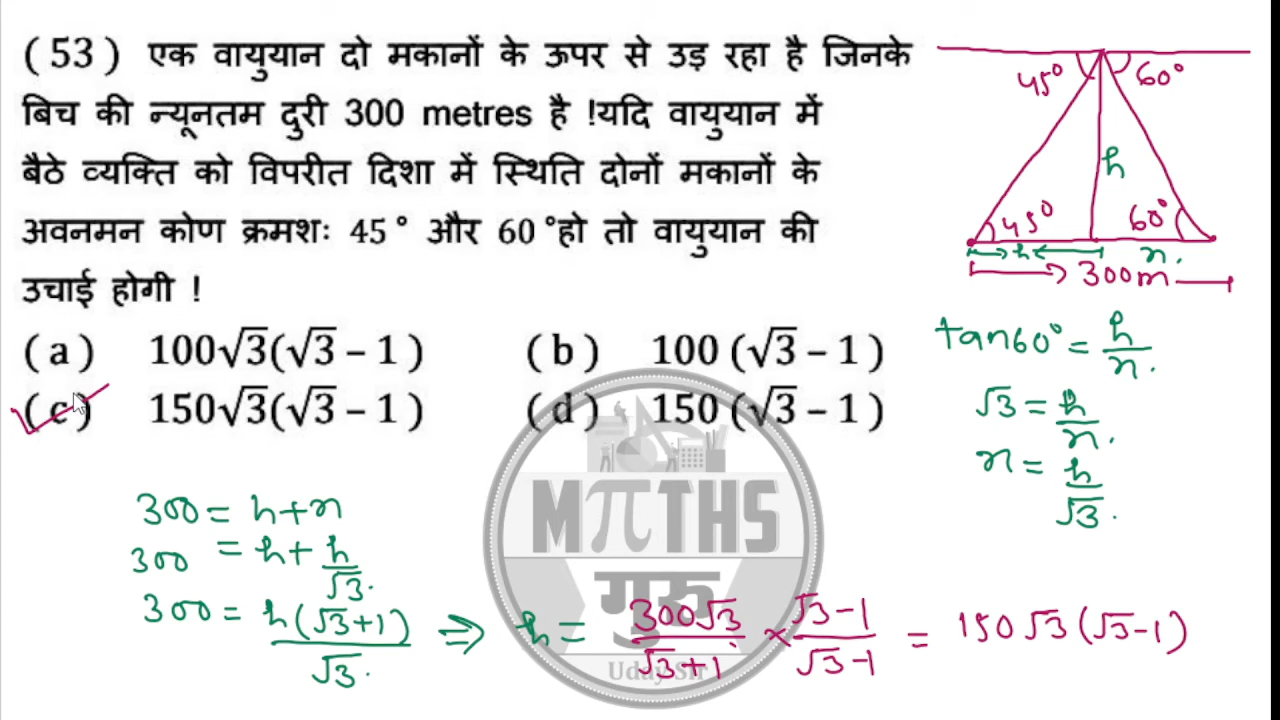 (53) एक वायुयान दो मकानों के ऊपर से उड़ रहा है जिनके
बिच की न्यूनतम दुरी 300 metres है !यदि वायुयान में
बैठे व्यक्ति को विपरीत दिशा में स्थिति दोनों मकानों के
अवनमन कोण क्रमशः 45° और 60°हो तो वायुयान की
उचाई होगी !
(a) 100√3(√3 – 1) (b) 100 (√3 – 1)
(c) 150√3(√3 – 1) (d) 150 (√3 – 1)
45° 60°
h
45° 60°
h x.
300m
tan60° = h/x.
√3 = h/x.
x = h/√3.
300 = h+x
300 = h+ h/√3.
300 = h(√3+1)/√3. ⇒ h = 300√3/√3+1 × √3-1/√3-1 = 150√3(√3-1)
MπTHS
गुरु
Uday Sir